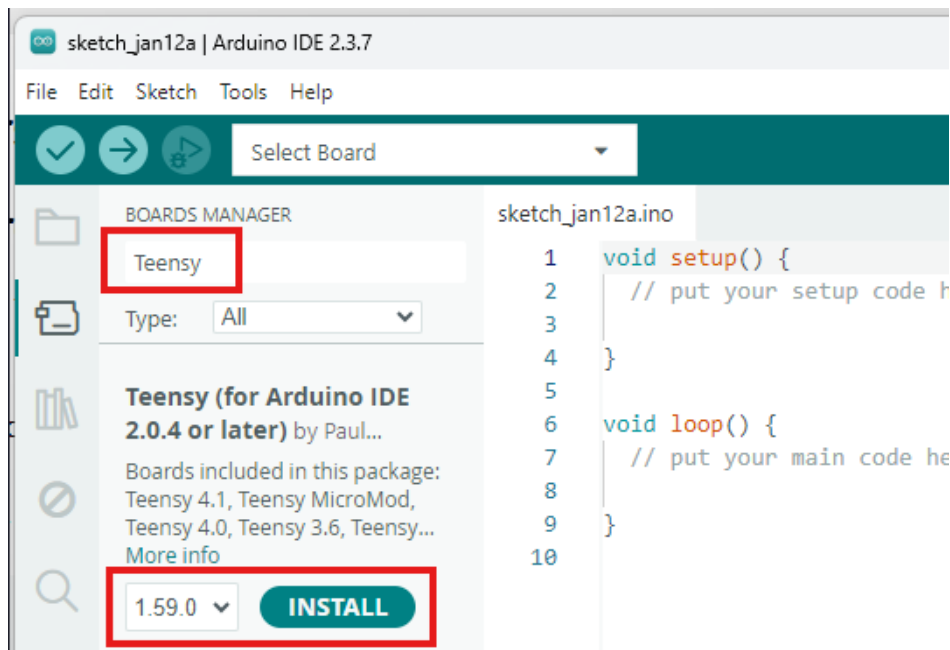 sketch_jan12a | Arduino IDE 2.3.7
File Edit Sketch Tools Help
Select Board
BOARDS MANAGER
Teensy
Type: All
Teensy (for Arduino IDE
2.0.4 or later) by Paul...
Boards included in this package:
Teensy 4.1, Teensy MicroMod,
Teensy 4.0, Teensy 3.6, Teensy...
More info
1.59.0 INSTALL
sketch_jan12a.ino
1 void setup() {
2 // put your setup code h
3
4 }
5
6 void loop() {
7 // put your main code he
8
9 }
10